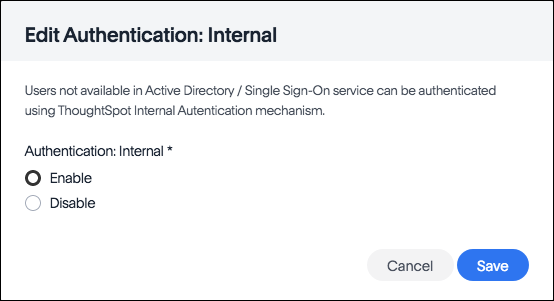 Edit Authentication: Internal
Users not available in Active Directory / Single Sign-On service can be authenticated
using ThoughtSpot Internal Autentication mechanism.
Authentication: Internal *
Enable
Disable
Cancel
Save